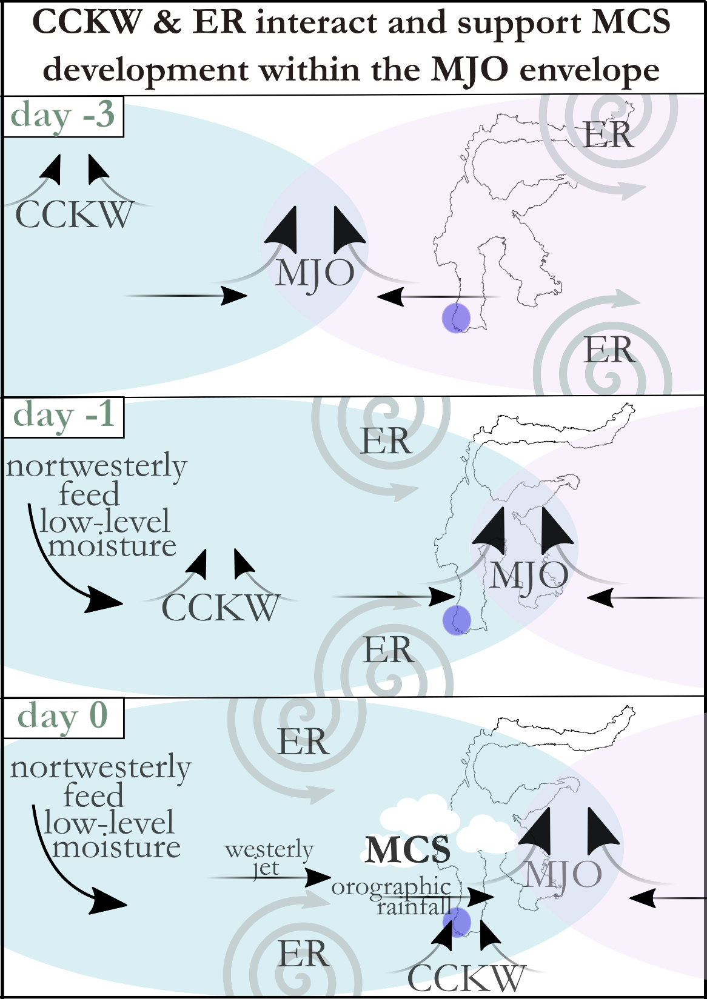 CCKW & ER interact and support MCS
development within the MJO envelope
day -3
ER
CCKW
MJO
ER
day -1
ER
nortwesterly
feed
low-level
moisture
MJO
CCKW
ER
day 0
ER
nortwesterly
feed
low-level
moisture
westerly
jet
MCS
MJO
orographic
rainfall
ER
CCKW